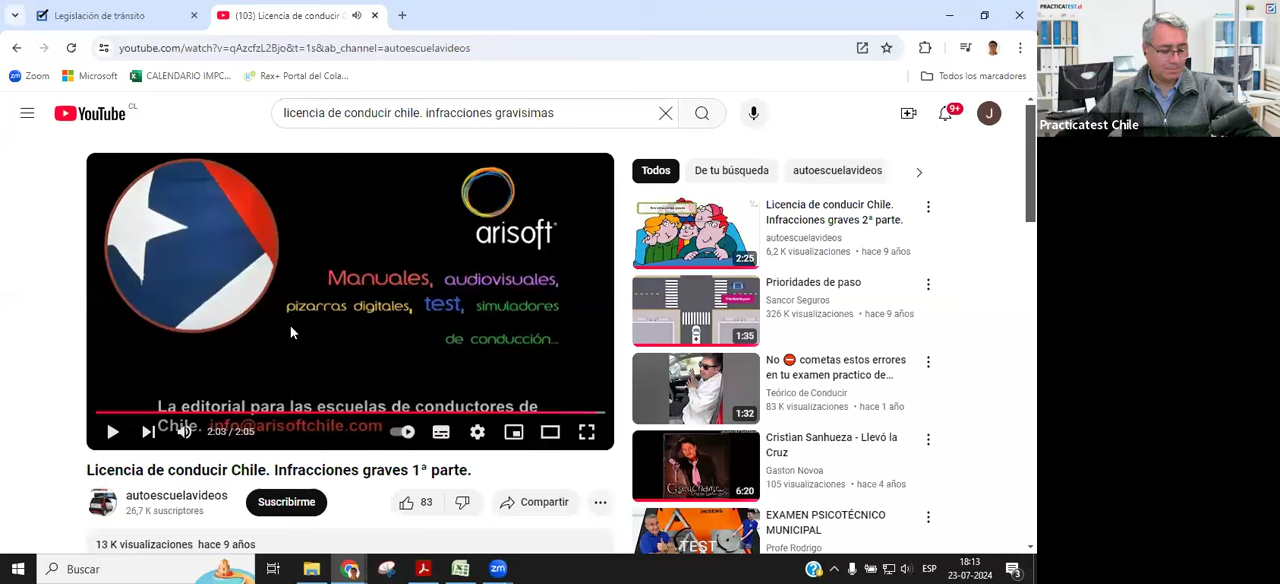 Legislación de tránsito
(103) Licencia de conducir
youtube.com/watch?v=qAzcfzL2Bjo&t=1s&ab_channel=autoescuelavideos
Zoom
Microsoft
CALENDARIO IMPC...
Rex+ Portal del Cola...
Todos los marcadores
YouTube CL
licencia de conducir chile. infracciones gravisimas
9+
J
arisoft
Manuales, audiovisuales,
pizarras digitales, test, simuladores
de conducción...
La editorial para las escuelas de conductores de
Chile. info@arisoftchile.com
2:03 / 2:05
Licencia de conducir Chile. Infracciones graves 1ª parte.
autoescuelavideos
26,7 K suscriptores
Suscribirme
Compartir
13 K visualizaciones hace 9 años
Todos
De tu búsqueda
autoescuelavideos
2:25
Licencia de conducir Chile.
Infracciones graves 2ª parte.
autoescuelavideos
6,2 K visualizaciones • hace 9 años
1:35
Prioridades de paso
Sancor Seguros
326 K visualizaciones • hace 9 años
1:32
No ⛔ cometas estos errores
en tu examen practico de...
Teórico de Conducir
83 K visualizaciones • hace 1 año
6:20
Cristian Sanhueza - Llevó la
Cruz
Gaston Novoa
105 visualizaciones • hace 4 años
TEST
EXAMEN PSICOTÉCNICO
MUNICIPAL
Profe Rodrigo
PRACTICATEST.cl
Practicatest Chile
Buscar
ESP
18:13
23-07-2024
3